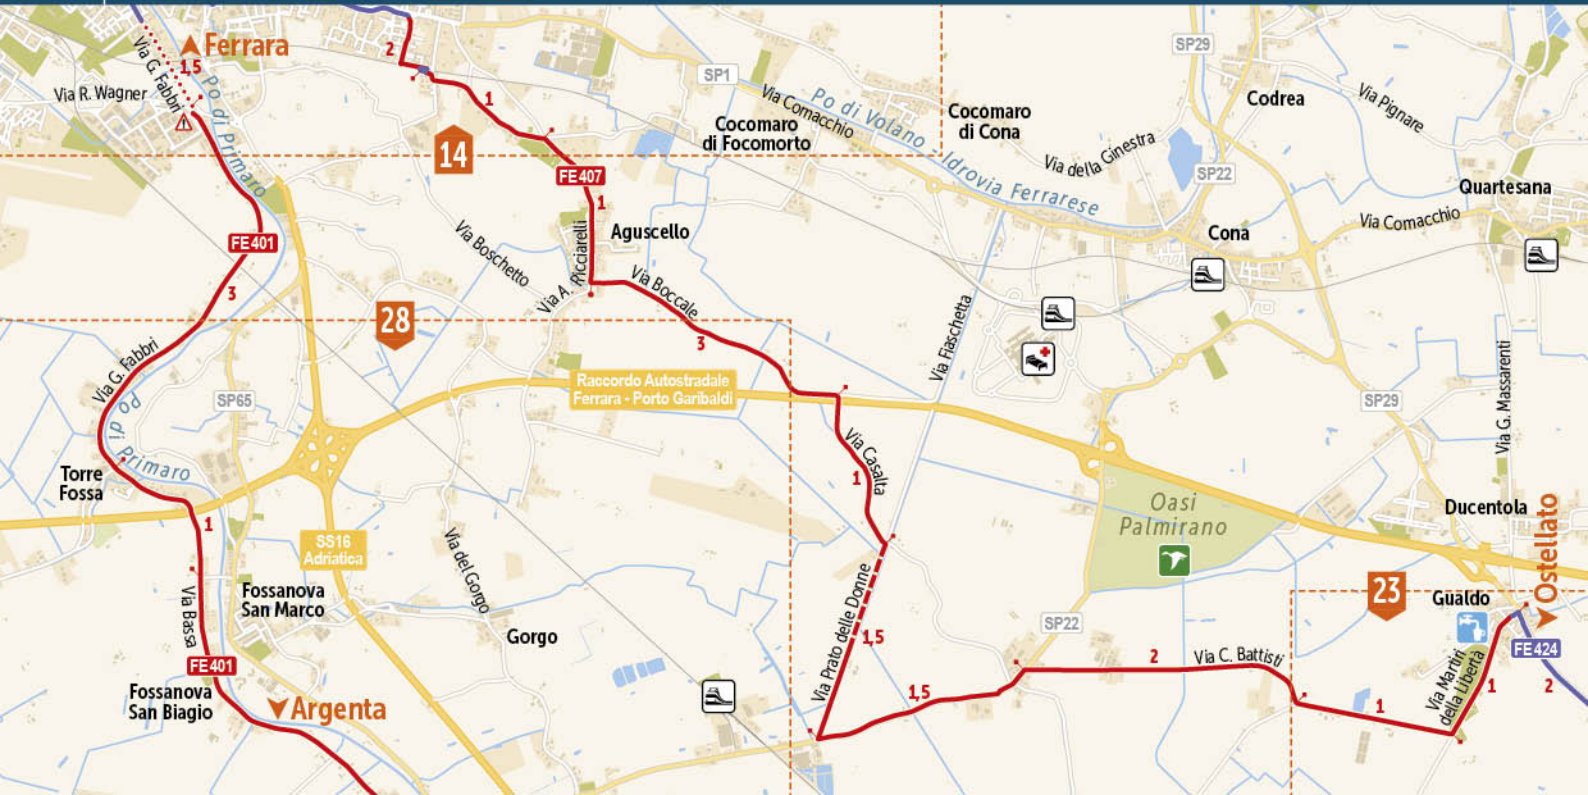 Ferrara
1,5
Via G. Fabbri
Via R. Wagner
Po di Primaro
2
1
14
SP1
Via Comacchio
Po di Volano - Idrovia Ferrarese
Cocomaro
di Focomorto
Cocomaro
di Cona
SP29
Codrea
Via Pignare
Via della Ginestra
SP22
Quartesana
Via Comacchio
Cona
FE407
1
Aguscello
Via A. Ricciarelli
Via Boschetto
Via Boccale
3
FE401
3
28
Via G. Fabbri
Po di
Primaro
SP65
Raccordo Autostradale
Ferrara - Porto Garibaldi
Via Fiaschetta
SP29
Via G. Massarenti
Torre
Fossa
1
Via Casalta
1
Oasi
Palmirano
Ducentola
Ostellato
SS16
Adriatica
Via del Gorgo
Via Bassa
Fossanova
San Marco
Gorgo
Via Prato delle Donne
1,5
SP22
23
Gualdo
FE424
2
Via C. Battisti
2
Via Martiri
della Libertà
1
1
1,5
FE401
Fossanova
San Biagio
Argenta